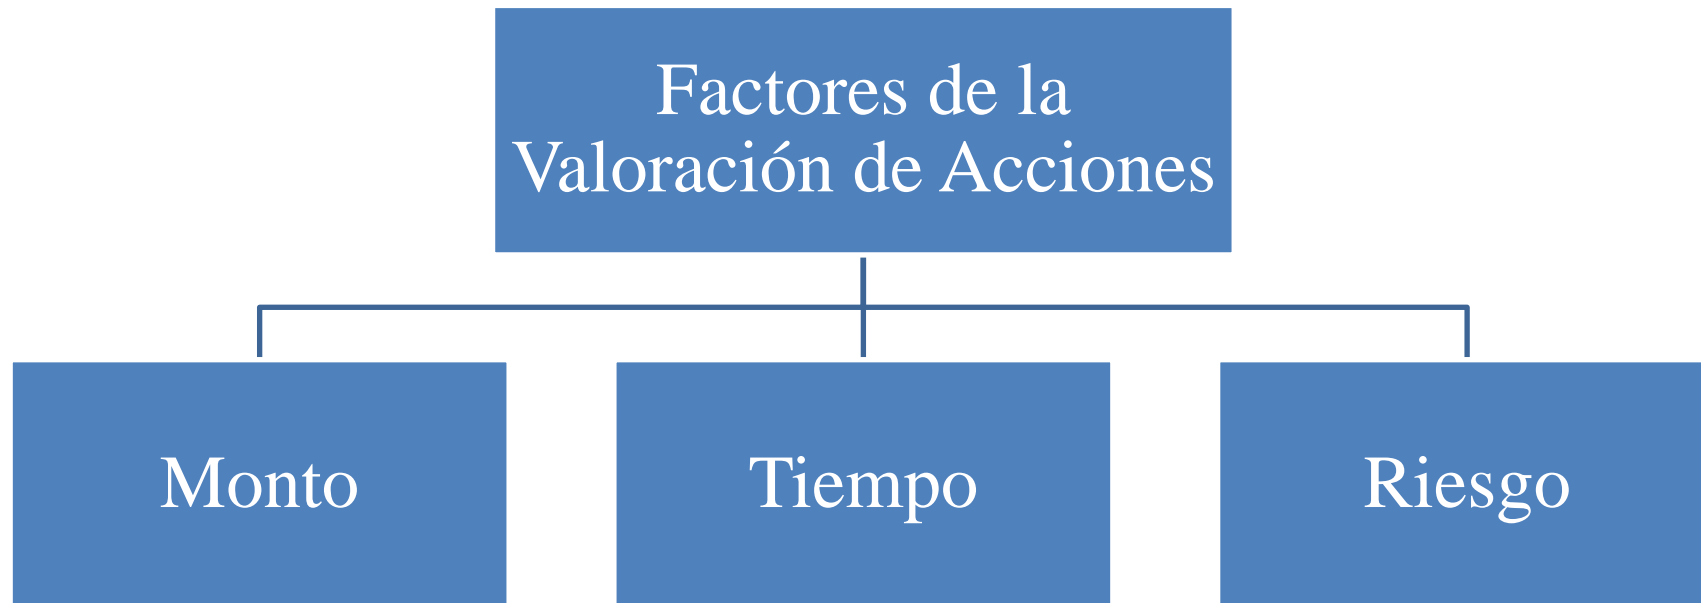 Factores de la
Valoración de Acciones
Monto
Tiempo
Riesgo